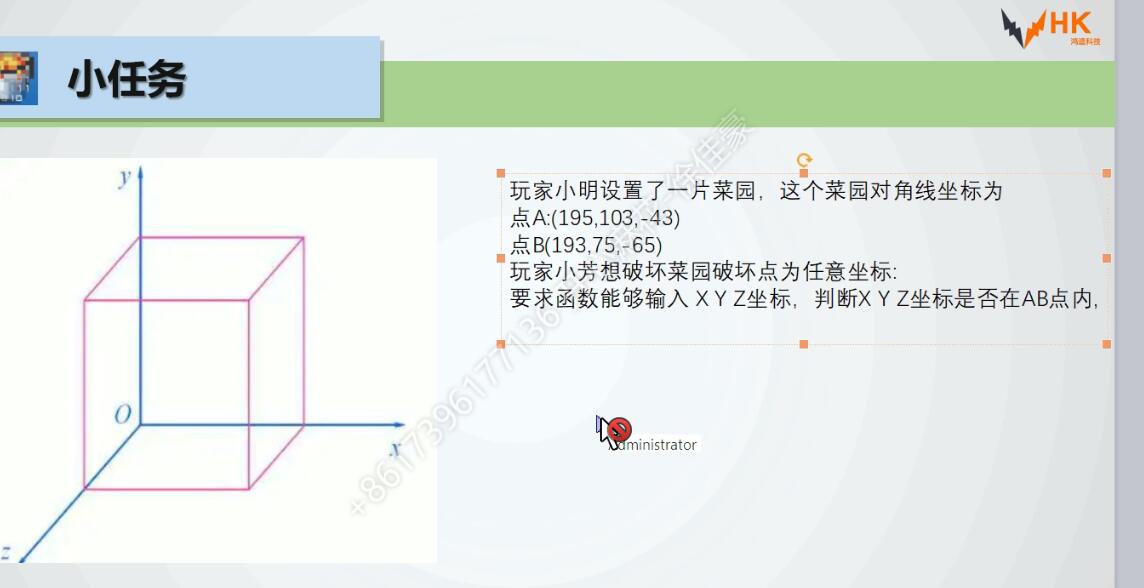 HK
鸿遥科技
小任务
y
O
x
z
玩家小明设置了一片菜园，这个菜园对角线坐标为
点A:(195,103,-43)
点B(193,75,-65)
玩家小芳想破坏菜园破坏点为任意坐标:
要求函数能够输入 X Y Z坐标，判断X Y Z坐标是否在AB点内,
dministrator